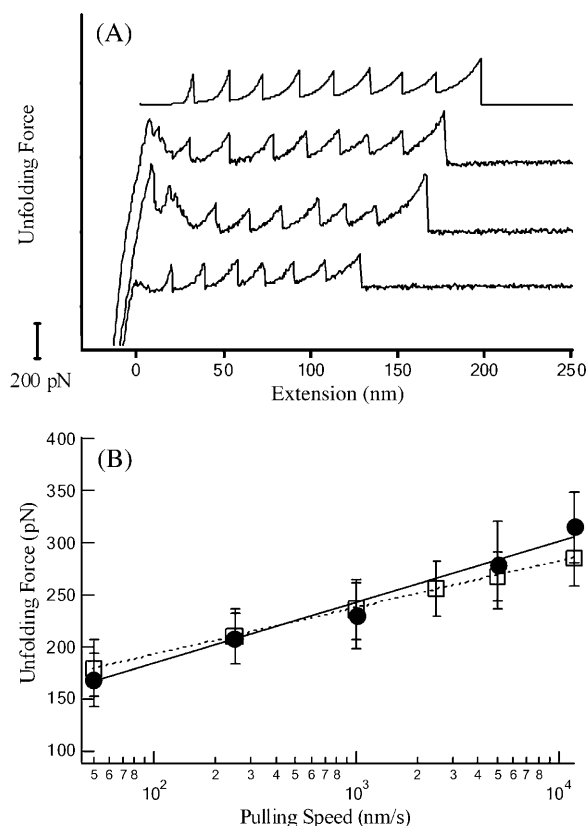 (A)
Unfolding Force
200 pN
0 50 100 150 200 250
Extension (nm)
(B)
400
350
300
250
200
150
100
Unfolding Force (pN)
5 6 7 8 2 3 4 5 6 7 8 2 3 4 5 6 7 8
10² 10³ 10⁴
Pulling Speed (nm/s)